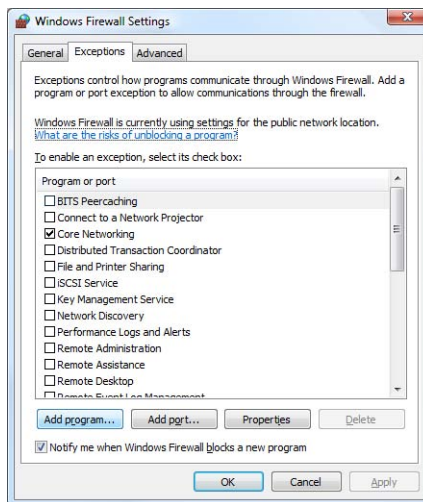 Windows Firewall Settings
General Exceptions Advanced
Exceptions control how programs communicate through Windows Firewall. Add a
program or port exception to allow communications through the firewall.
Windows Firewall is currently using settings for the public network location.
What are the risks of unblocking a program?
To enable an exception, select its check box:
Program or port
BITS Peercaching
Connect to a Network Projector
Core Networking
Distributed Transaction Coordinator
File and Printer Sharing
iSCSI Service
Key Management Service
Network Discovery
Performance Logs and Alerts
Remote Administration
Remote Assistance
Remote Desktop
Remote Event Log Management
Add program... Add port... Properties Delete
Notify me when Windows Firewall blocks a new program
OK Cancel Apply